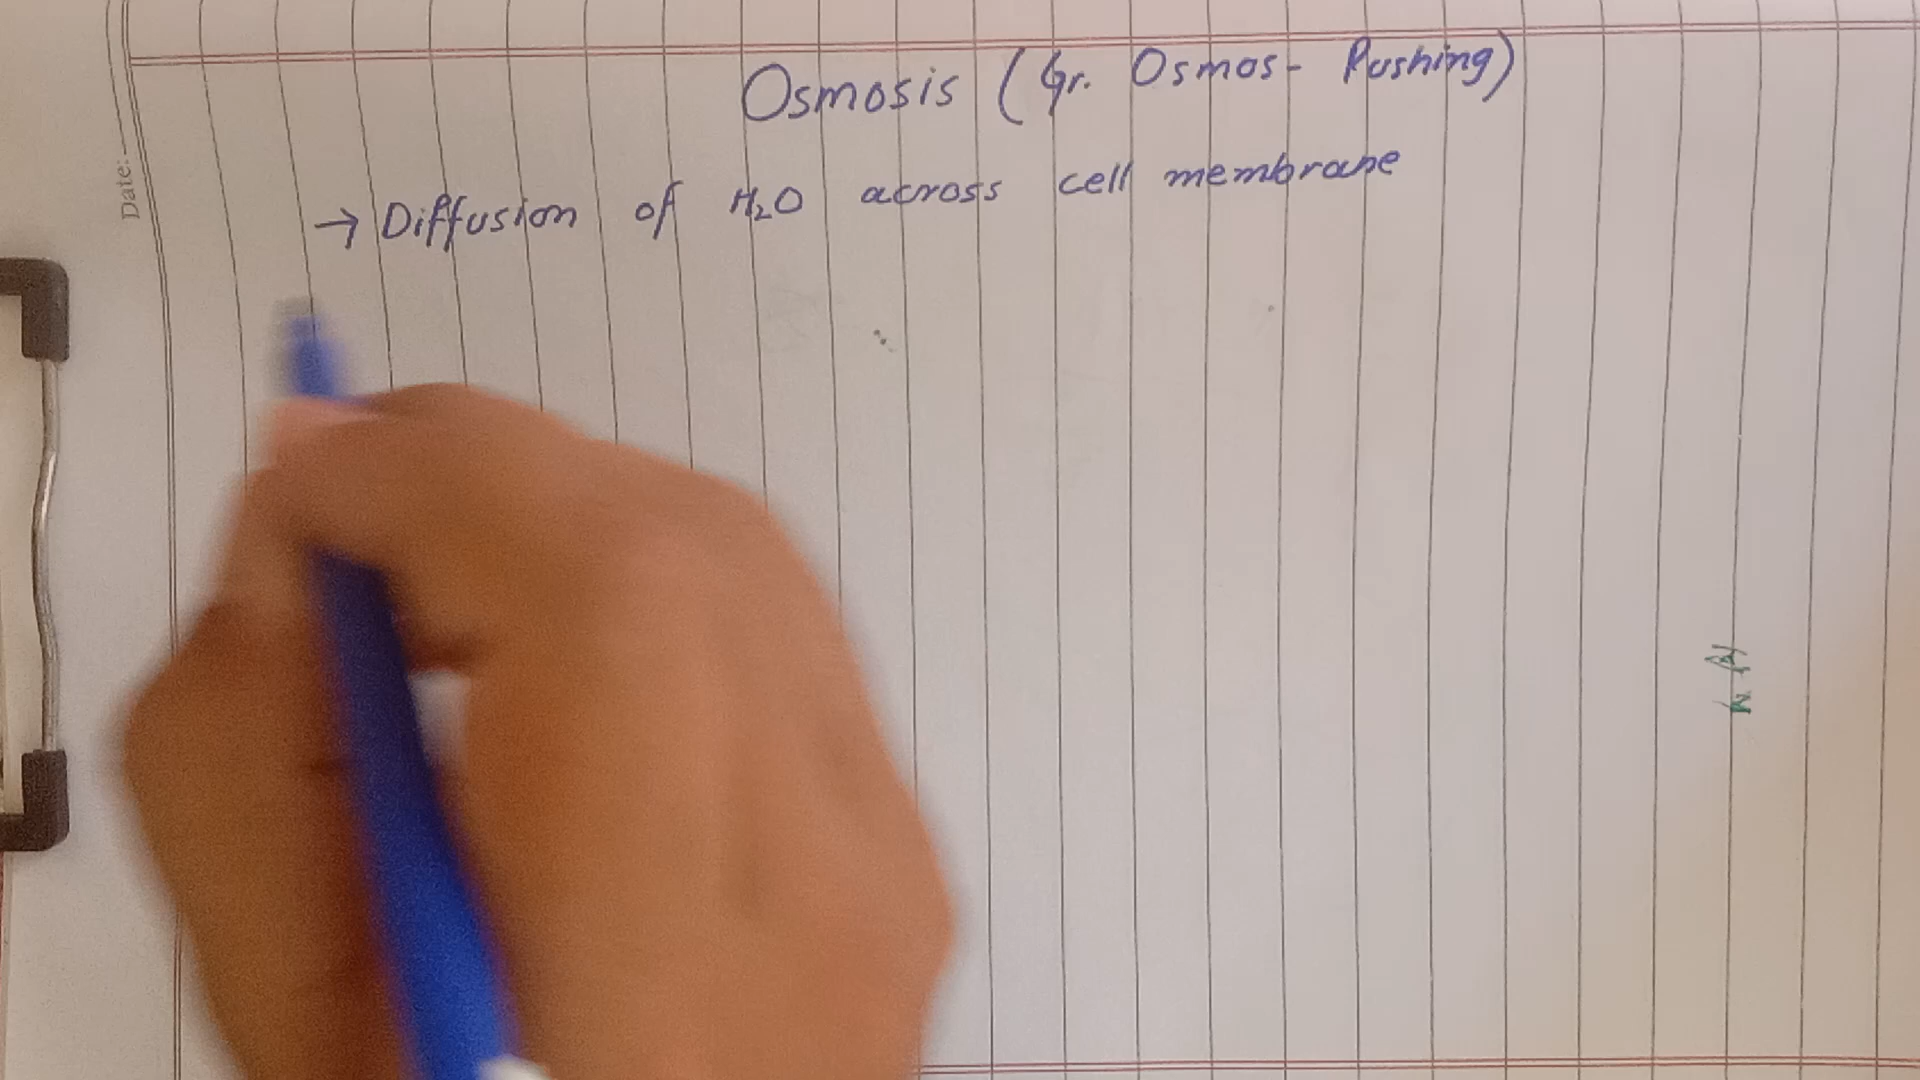 Date:
Osmosis (Gr. Osmos- Pushing)
→ Diffusion of H₂O across cell membrane